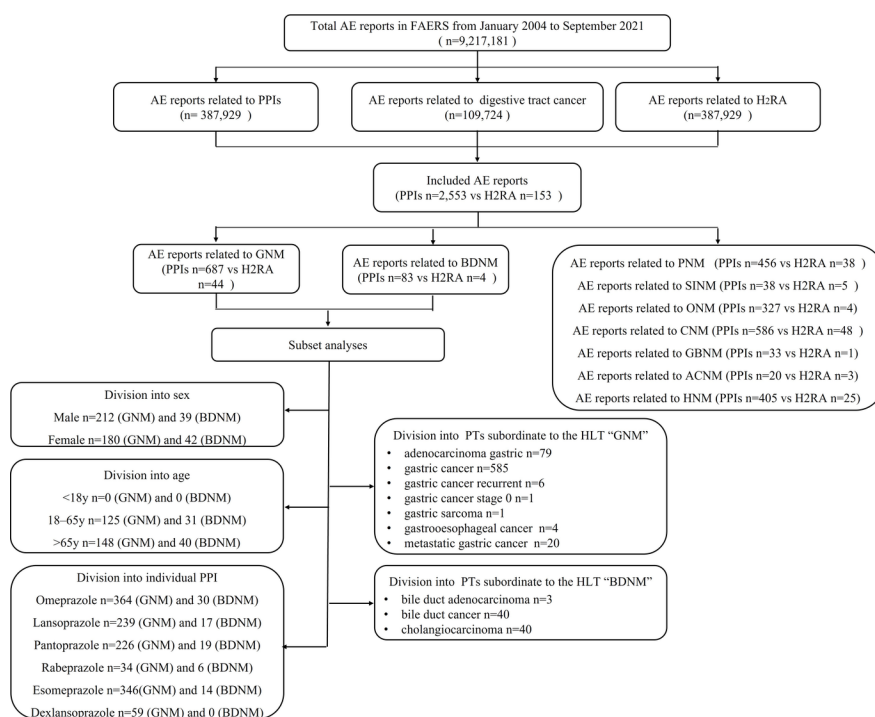 Total AE reports in FAERS from January 2004 to September 2021
( n=9,217,181 )
AE reports related to PPIs
(n= 387,929 )
AE reports related to digestive tract cancer
(n=109,724 )
AE reports related to H2RA
(n=387,929 )
Included AE reports
(PPIs n=2,553 vs H2RA n=153 )
AE reports related to GNM
(PPIs n=687 vs H2RA
n=44 )
AE reports related to BDNM
(PPIs n=83 vs H2RA n=4 )
AE reports related to PNM (PPIs n=456 vs H2RA n=38 )
AE reports related to SINM (PPIs n=38 vs H2RA n=5 )
AE reports related to ONM (PPIs n=327 vs H2RA n=4)
AE reports related to CNM (PPIs n=586 vs H2RA n=48 )
AE reports related to GBNM (PPIs n=33 vs H2RA n=1)
AE reports related to ACNM (PPIs n=20 vs H2RA n=3)
AE reports related to HNM (PPIs n=405 vs H2RA n=25)
Subset analyses
Division into sex
Male n=212 (GNM) and 39 (BDNM)
Female n=180 (GNM) and 42 (BDNM)
Division into age
<18y n=0 (GNM) and 0 (BDNM)
18–65y n=125 (GNM) and 31 (BDNM)
>65y n=148 (GNM) and 40 (BDNM)
Division into individual PPI
Omeprazole n=364 (GNM) and 30 (BDNM)
Lansoprazole n=239 (GNM) and 17 (BDNM)
Pantoprazole n=226 (GNM) and 19 (BDNM)
Rabeprazole n=34 (GNM) and 6 (BDNM)
Esomeprazole n=346(GNM) and 14 (BDNM)
Dexlansoprazole n=59 (GNM) and 0 (BDNM)
Division into PTs subordinate to the HLT “GNM”
• adenocarcinoma gastric n=79
• gastric cancer n=585
• gastric cancer recurrent n=6
• gastric cancer stage 0 n=1
• gastric sarcoma n=1
• gastrooesophageal cancer n=4
• metastatic gastric cancer n=20
Division into PTs subordinate to the HLT “BDNM”
• bile duct adenocarcinoma n=3
• bile duct cancer n=40
• cholangiocarcinoma n=40